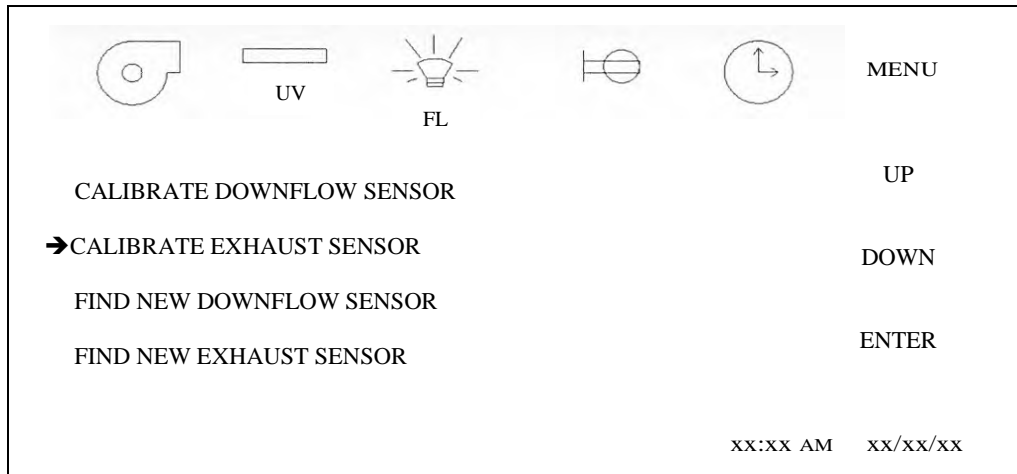 UV
FL
MENU
UP
CALIBRATE DOWNFLOW SENSOR
➔CALIBRATE EXHAUST SENSOR
DOWN
FIND NEW DOWNFLOW SENSOR
ENTER
FIND NEW EXHAUST SENSOR
xx:xx AM xx/xx/xx